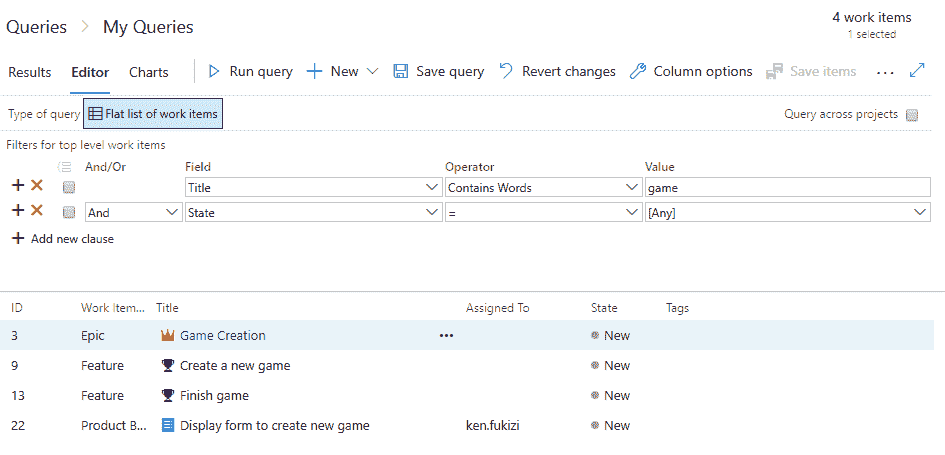 Queries > My Queries
4 work items
1 selected
Results Editor Charts Run query New Save query Revert changes Column options Save items ...
Type of query Flat list of work items Query across projects
Filters for top level work items
And/Or Field Operator Value
Title Contains Words game
And State = [Any]
Add new clause
ID Work Item... Title Assigned To State Tags
3 Epic Game Creation ... New
9 Feature Create a new game New
13 Feature Finish game New
22 Product B... Display form to create new game ken.fukizi New